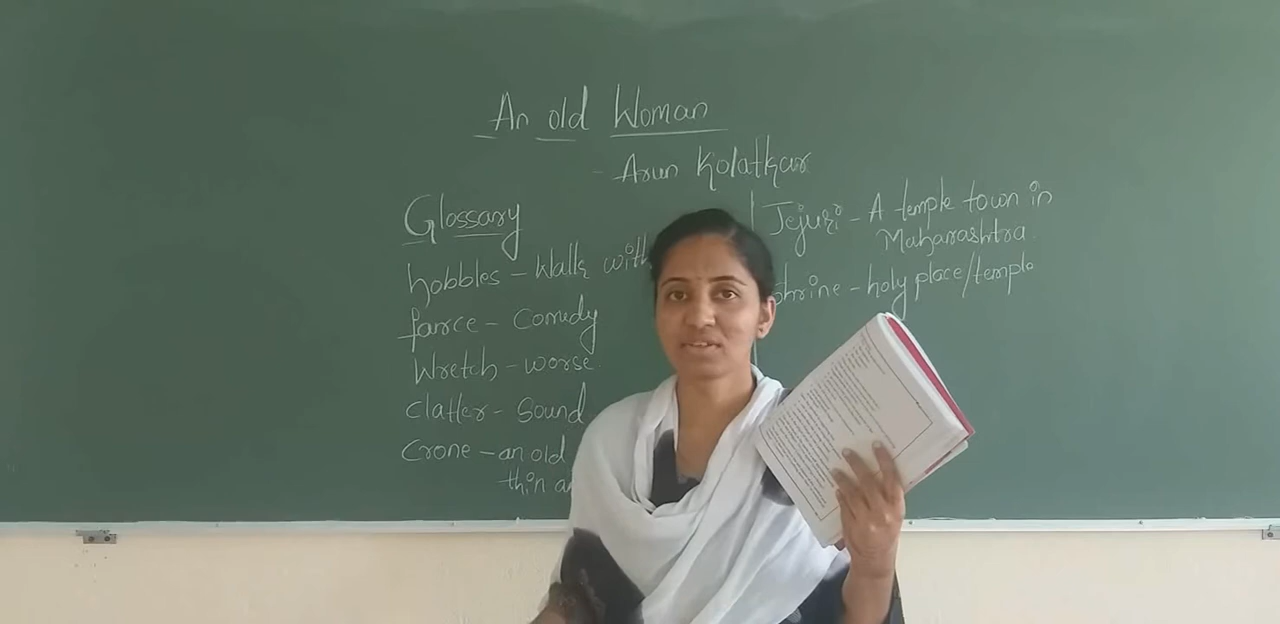 An old Woman
- Arun Kolatkar
Glossary
hobbles - Walk with
farce - Comedy
Wretch - worse
Clatter - Sound
Crone - an old
thin
Jejuri - A temple town in
Maharashtra.
shrine - holy place/temple